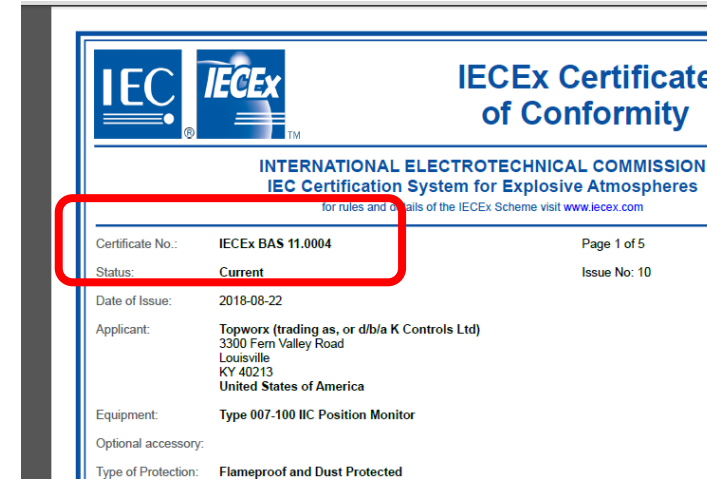 IEC
®
IECEx
TM
IECEx Certificate
of Conformity
INTERNATIONAL ELECTROTECHNICAL COMMISSION
IEC Certification System for Explosive Atmospheres
for rules and details of the IECEx Scheme visit www.iecex.com
Certificate No.: IECEx BAS 11.0004 Page 1 of 5
Status: Current Issue No: 10
Date of Issue: 2018-08-22
Applicant: Topworx (trading as, or d/b/a K Controls Ltd)
3300 Fern Valley Road
Louisville
KY 40213
United States of America
Equipment: Type 007-100 IIC Position Monitor
Optional accessory:
Type of Protection: Flameproof and Dust Protected